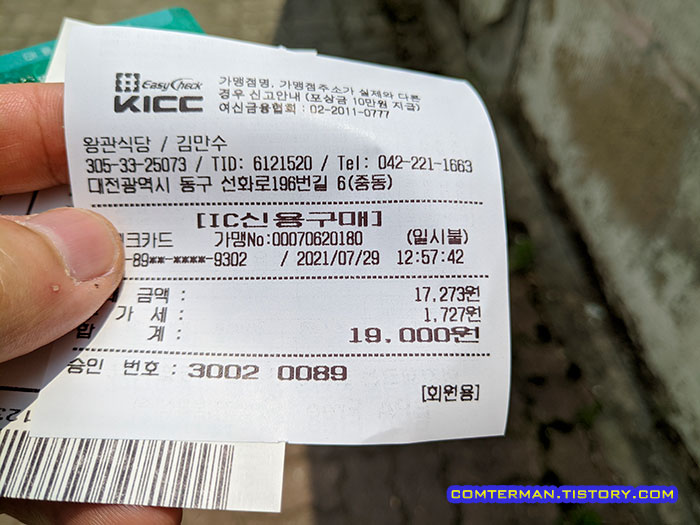 EasyCheck
KICC
가맹점명, 가맹점주소가 실제와 다른
경우 신고안내 (포상금 10만원 지급)
여신금융협회 : 02-2011-0777
왕관식당 / 김만수
305-33-25073 / TID: 6121520 / Tel: 042-221-1663
대전광역시 동구 선화로196번길 6(중동)
[IC신용구매]
크카드 가맹No:00070620180 (일시불)
-89**-****-9302 / 2021/07/29 12:57:42
금액 : 17,273원
가 세 : 1,727원
합 계 : 19,000원
승인 번호 : 3002 0089
[회원용]
123
COMTERMAN.TISTORY.COM